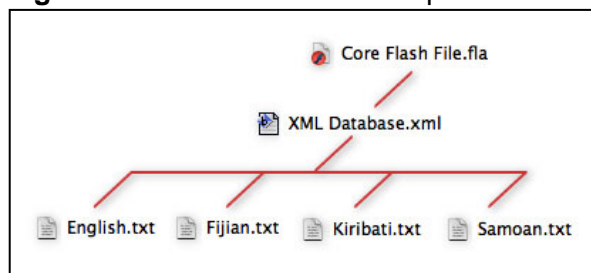 Core Flash File.fla
XML Database.xml
English.txt Fijian.txt Kiribati.txt Samoan.txt